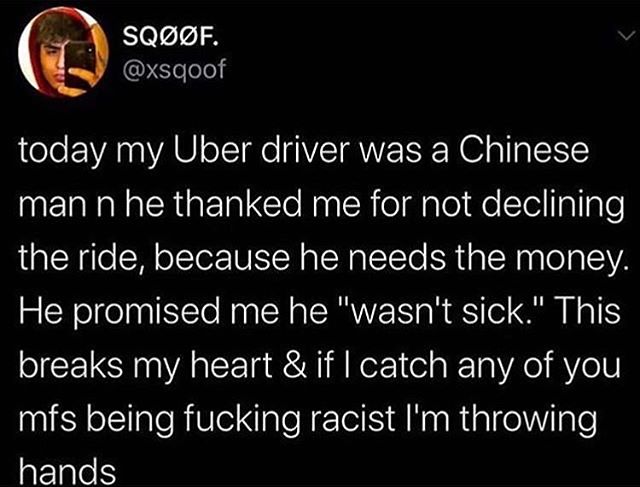 SQØØF.
@xsqoof
today my Uber driver was a Chinese
man n he thanked me for not declining
the ride, because he needs the money.
He promised me he "wasn't sick." This
breaks my heart & if I catch any of you
mfs being fucking racist I'm throwing
hands